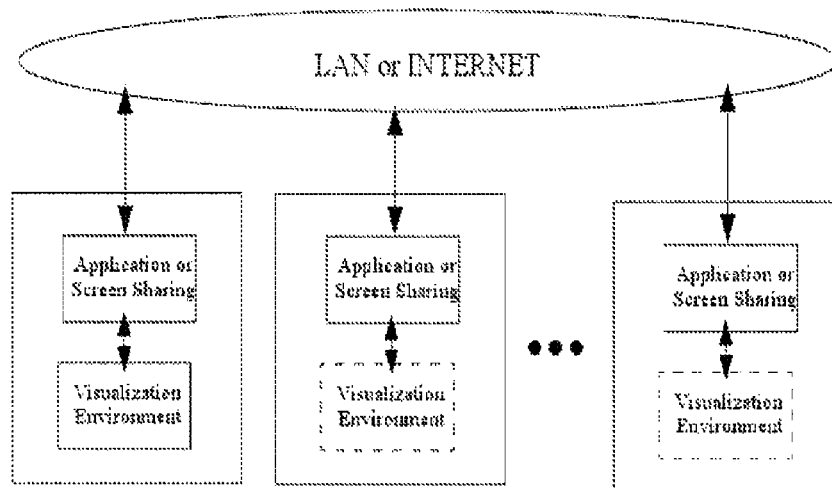 LAN or INTERNET
Application or
Screen Sharing
Visualization
Environment
Application or
Screen Sharing
Visualization
Environment
Application or
Screen Sharing
Visualization
Environment